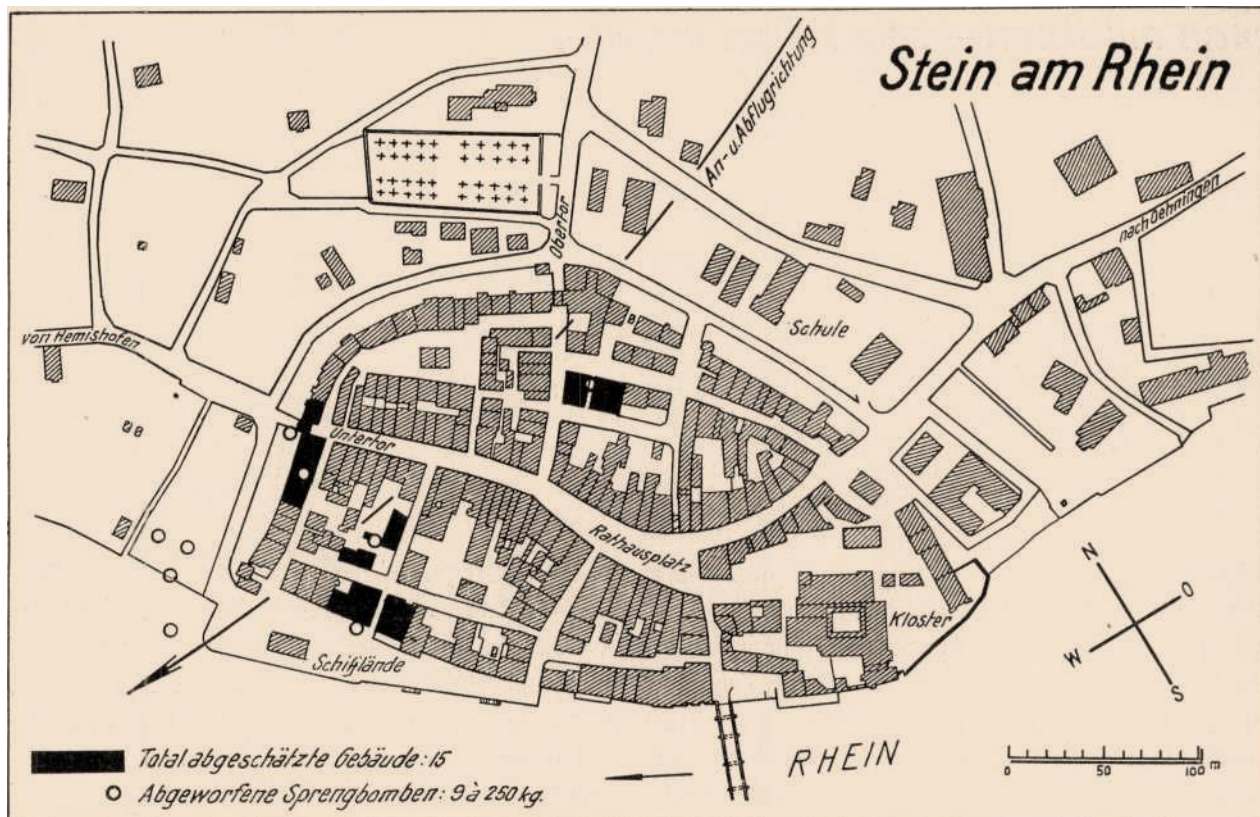 Stein am Rhein
An- u. Abflugrichtung
Obertor
nach Oehningen
Schule
von Hemishofen
Untertor
Rathausplatz
Kloster
Schifflände
N
O
W
S
RHEIN
0 50 100 m
Total abgeschätzte Gebäude: 15
Abgeworfene Sprengbomben: 9 à 250 kg.